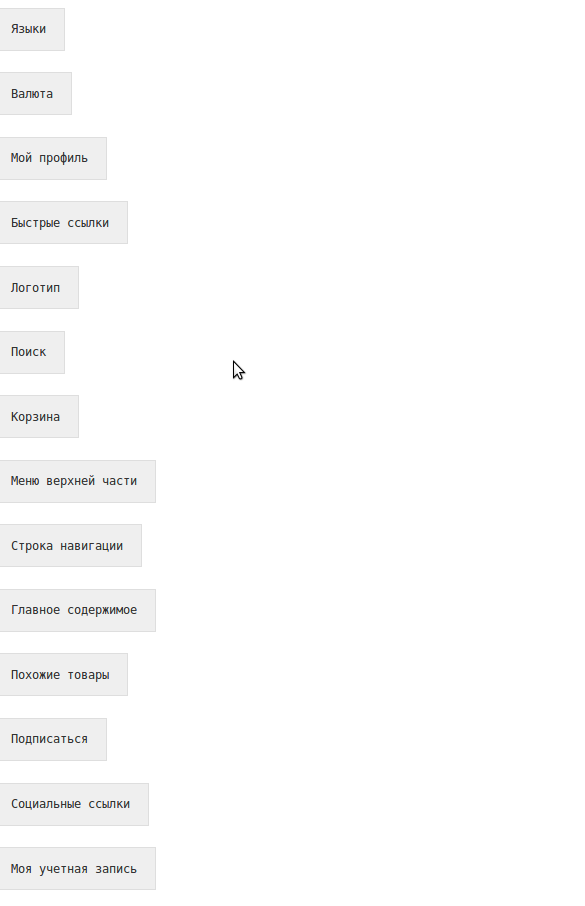 Языки
Валюта
Мой профиль
Быстрые ссылки
Логотип
Поиск
Корзина
Меню верхней части
Строка навигации
Главное содержимое
Похожие товары
Подписаться
Социальные ссылки
Моя учетная запись